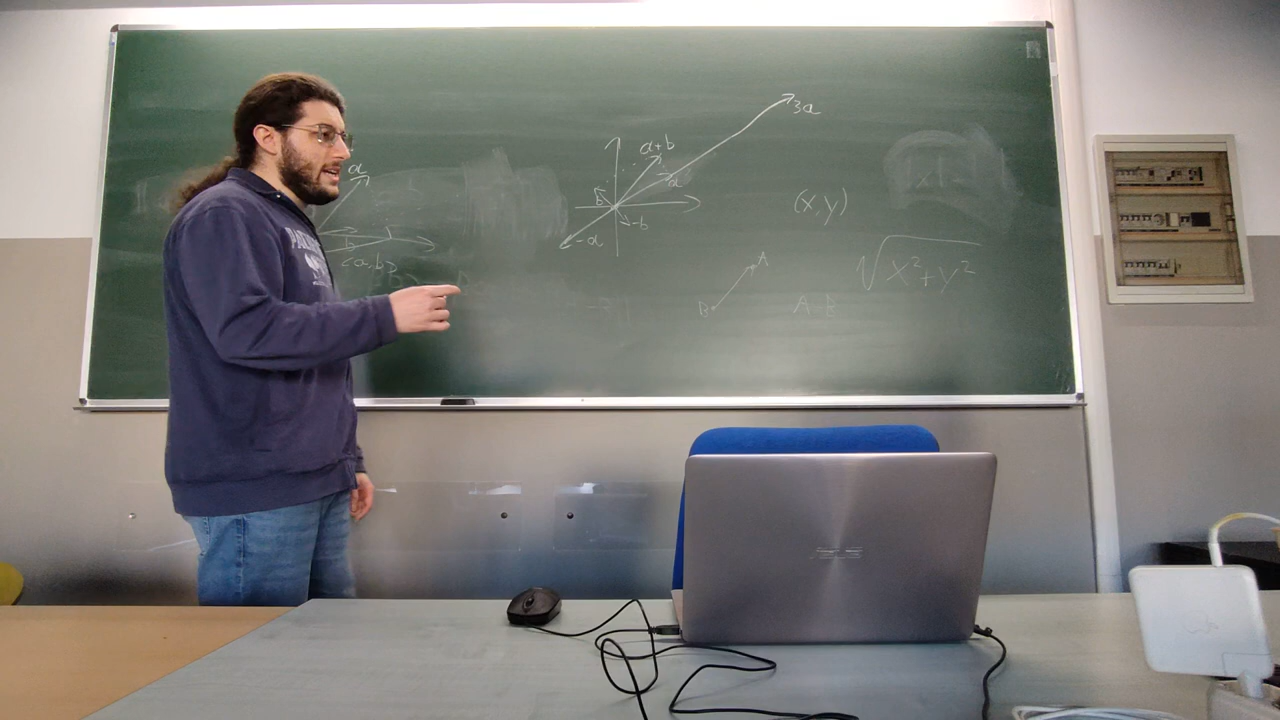 3a
a+b
a
a
b
-b
-a
(x,y)
b
<a,b>
A
B
√x²+y²
A-B
ASUS